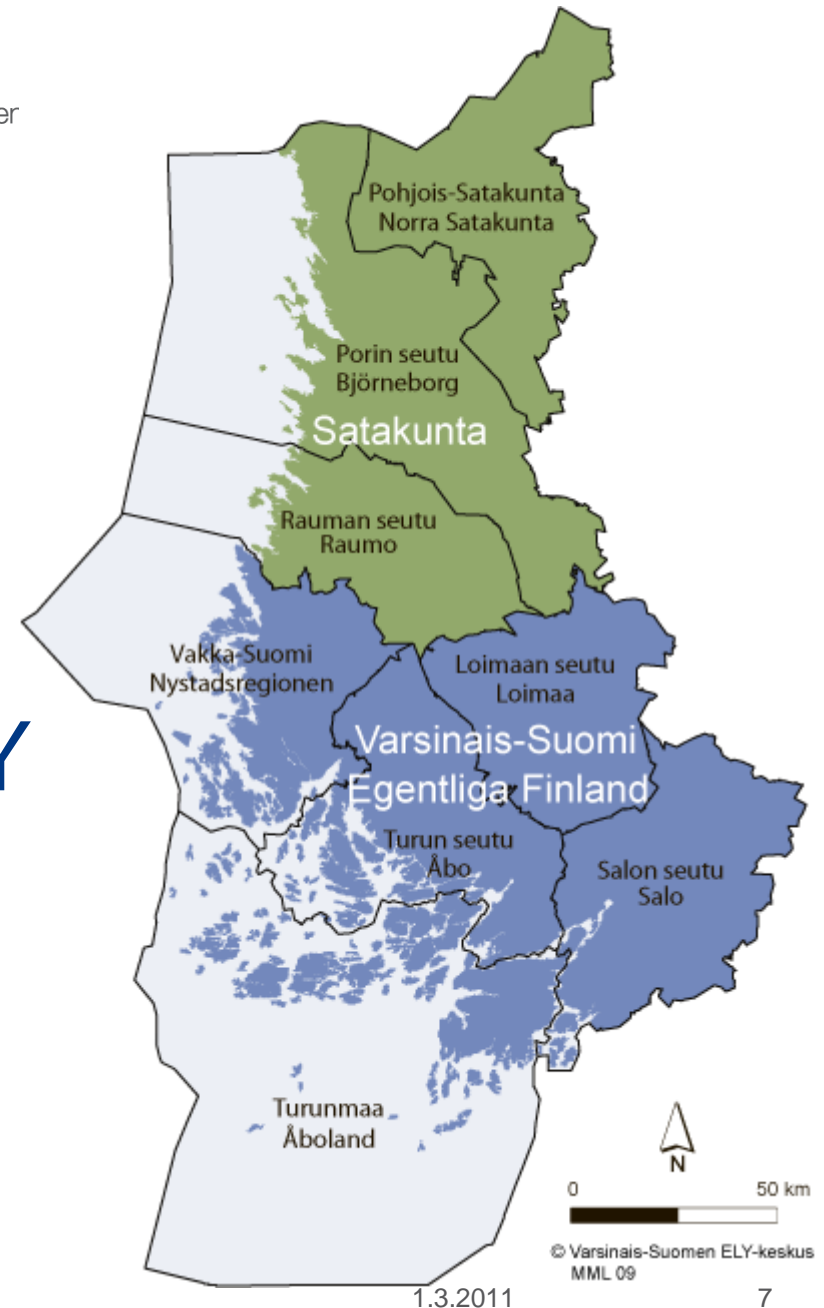 er
Pohjois-Satakunta
Norra Satakunta
Porin seutu
Björneborg
Satakunta
Rauman seutu
Raumo
Vakka-Suomi
Nystadsregionen
Loimaan seutu
Loimaa
Y
Varsinais-Suomi
Egentliga Finland
Turun seutu
Åbo
Salon seutu
Salo
Turunmaa
Åboland
N
0 50 km
© Varsinais-Suomen ELY-keskus
MML 09
1.3.2011 7